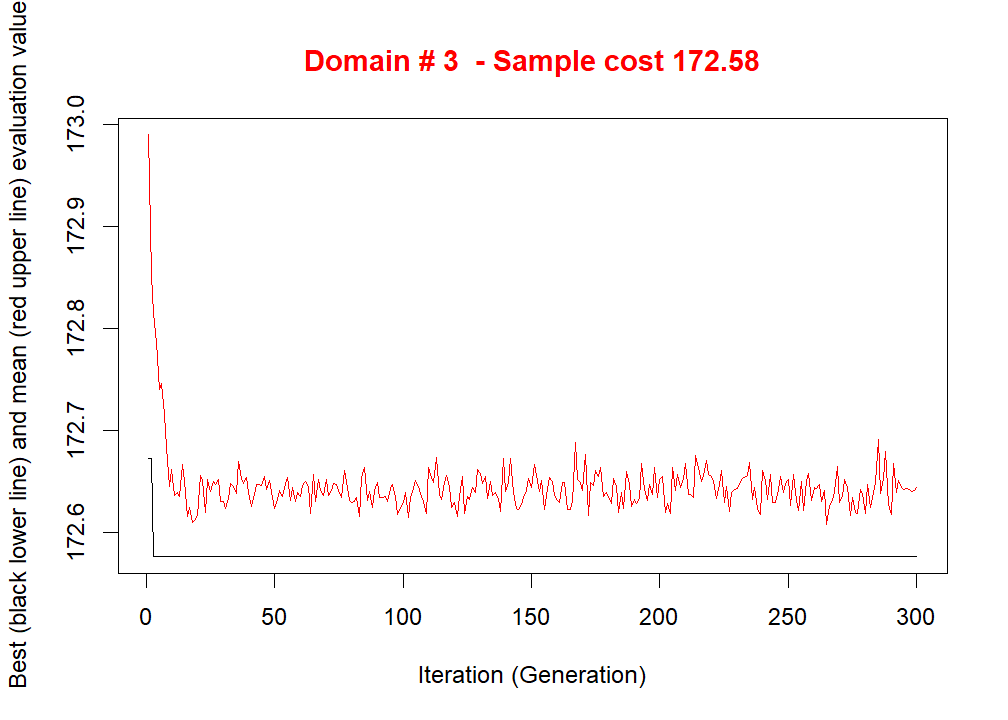 Domain # 3  - Sample cost 172.58
Best (black lower line) and mean (red upper line) evaluation value
173.0
172.9
172.8
172.7
172.6
0 50 100 150 200 250 300
Iteration (Generation)